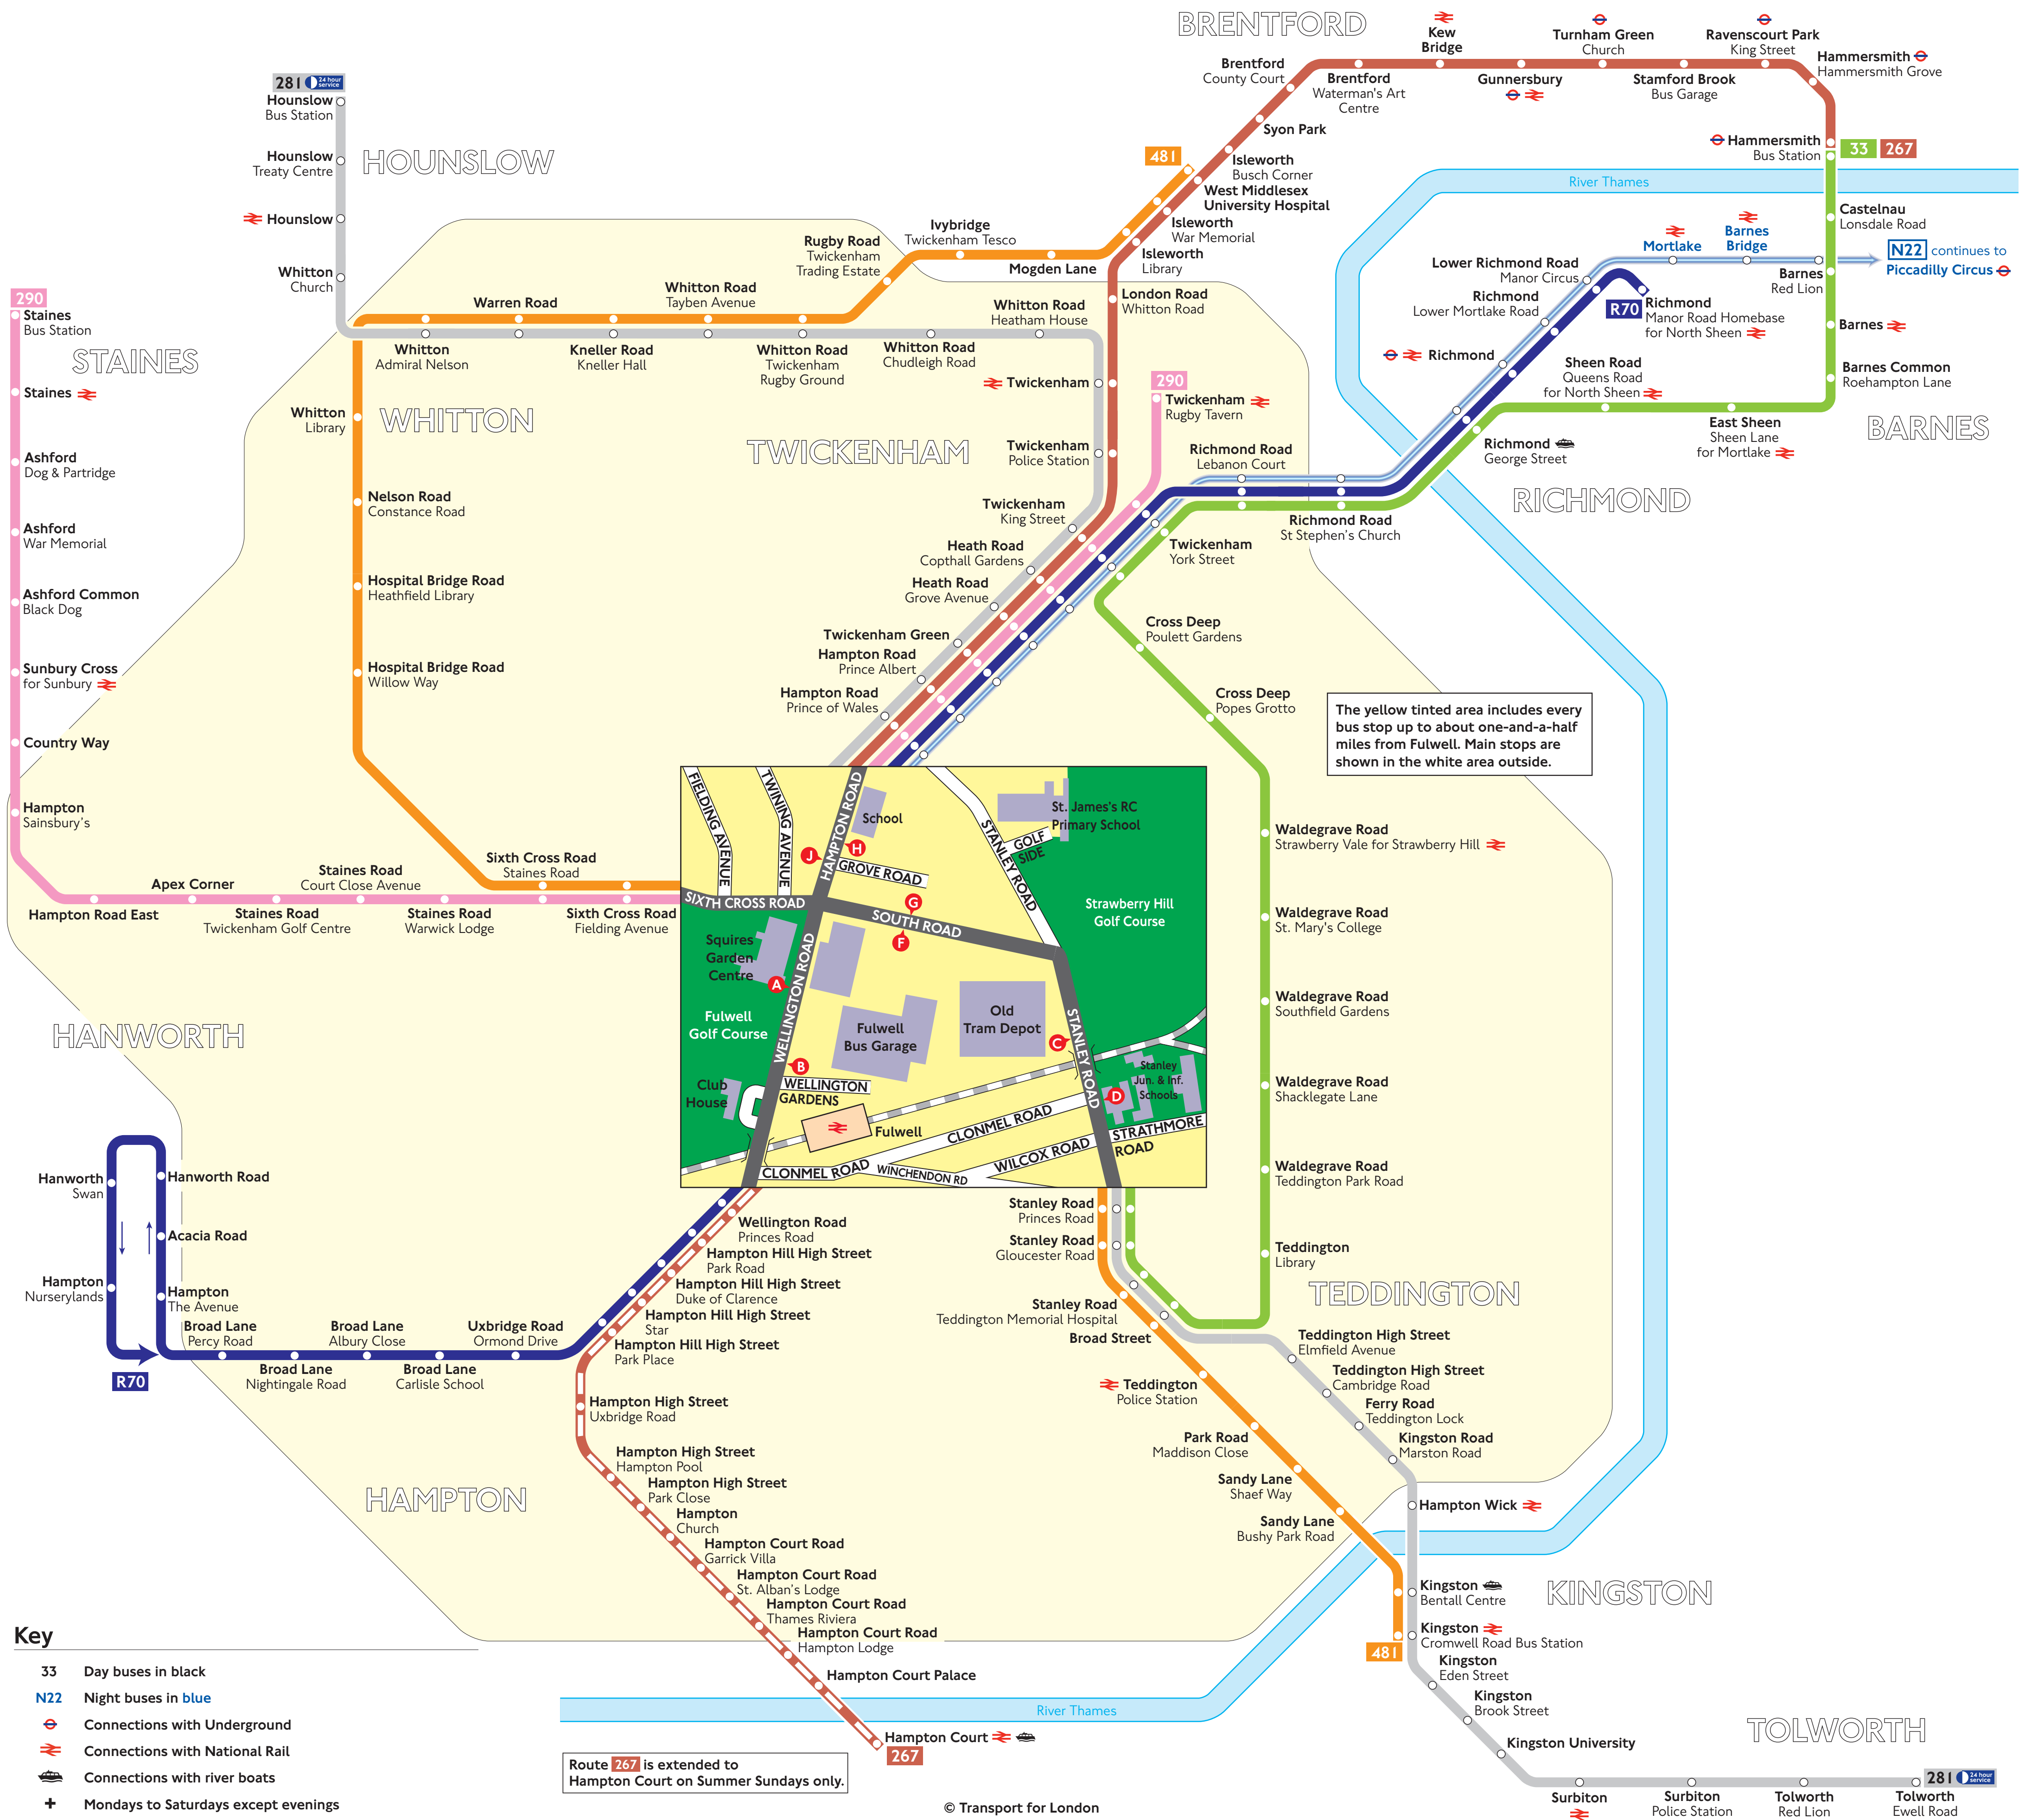 BRENTFORD
Kew
Bridge
Turnham Green
Church
Ravenscourt Park
King Street
Hammersmith
Hammersmith Grove
Brentford
County Court
Brentford
Waterman's Art
Centre
Gunnersbury
Stamford Brook
Bus Garage
Syon Park
Hammersmith
Bus Station
33
267
281
24 hour
service
Hounslow
Bus Station
Hounslow
Treaty Centre
HOUNSLOW
Hounslow
Whitton
Church
481
Isleworth
Busch Corner
West Middlesex
University Hospital
Isleworth
War Memorial
Isleworth
Library
River Thames
Castelnau
Lonsdale Road
Mortlake
Barnes
Bridge
N22
continues to
Piccadilly Circus
Barnes
Red Lion
Barnes
Barnes Common
Roehampton Lane
BARNES
Lower Richmond Road
Manor Circus
Richmond
Lower Mortlake Road
R70
Richmond
Manor Road Homebase
for North Sheen
Richmond
Sheen Road
Queens Road
for North Sheen
East Sheen
Sheen Lane
for Mortlake
Richmond
George Street
RICHMOND
Ivybridge
Twickenham Tesco
Rugby Road
Twickenham
Trading Estate
Mogden Lane
Whitton Road
Tayben Avenue
Warren Road
Whitton Road
Heatham House
London Road
Whitton Road
Whitton
Admiral Nelson
Kneller Road
Kneller Hall
Whitton Road
Twickenham
Rugby Ground
Whitton Road
Chudleigh Road
Twickenham
290
Twickenham
Rugby Tavern
290
Staines
Bus Station
STAINES
Staines
Ashford
Dog & Partridge
Ashford
War Memorial
Ashford Common
Black Dog
Sunbury Cross
for Sunbury
Country Way
Hampton
Sainsbury's
Whitton
Library
WHITTON
TWICKENHAM
Twickenham
Police Station
Richmond Road
Lebanon Court
Nelson Road
Constance Road
Twickenham
King Street
Richmond Road
St Stephen's Church
Twickenham
York Street
Heath Road
Copthall Gardens
Heath Road
Grove Avenue
Hospital Bridge Road
Heathfield Library
Twickenham Green
Hampton Road
Prince Albert
Hampton Road
Prince of Wales
Hospital Bridge Road
Willow Way
Cross Deep
Poulett Gardens
Cross Deep
Popes Grotto
The yellow tinted area includes every
bus stop up to about one-and-a-half
miles from Fulwell. Main stops are
shown in the white area outside.
Sixth Cross Road
Staines Road
Staines Road
Court Close Avenue
Apex Corner
Hampton Road East
Staines Road
Twickenham Golf Centre
Staines Road
Warwick Lodge
Sixth Cross Road
Fielding Avenue
FIELDING AVENUE
TWINING AVENUE
HAMPTON ROAD
School
J
H
GROVE ROAD
STANLEY ROAD
GOLF
SIDE
St. James's RC
Primary School
SIXTH CROSS ROAD
G
SOUTH ROAD
F
Strawberry Hill
Golf Course
Squires
Garden
Centre
A
WELLINGTON ROAD
Fulwell
Golf Course
Fulwell
Bus Garage
Old
Tram Depot
C
STANLEY ROAD
B
WELLINGTON
GARDENS
Club
House
Stanley
Jun. & Inf.
Schools
D
Fulwell
CLONMEL ROAD
CLONMEL ROAD
WINCHENDON RD
WILCOX ROAD
STRATHMORE
ROAD
Waldegrave Road
Strawberry Vale for Strawberry Hill
Waldegrave Road
St. Mary's College
Waldegrave Road
Southfield Gardens
Waldegrave Road
Shacklegate Lane
Waldegrave Road
Teddington Park Road
Teddington
Library
TEDDINGTON
HANWORTH
Hanworth
Swan
Hanworth Road
Acacia Road
Hampton
Nurserylands
Hampton
The Avenue
R70
Broad Lane
Percy Road
Broad Lane
Nightingale Road
Broad Lane
Albury Close
Broad Lane
Carlisle School
Uxbridge Road
Ormond Drive
Wellington Road
Princes Road
Hampton Hill High Street
Park Road
Hampton Hill High Street
Duke of Clarence
Hampton Hill High Street
Star
Hampton Hill High Street
Park Place
Hampton High Street
Uxbridge Road
Hampton High Street
Hampton Pool
Hampton High Street
Park Close
Hampton
Church
Hampton Court Road
Garrick Villa
Hampton Court Road
St. Alban's Lodge
Hampton Court Road
Thames Riviera
Hampton Court Road
Hampton Lodge
Hampton Court Palace
Hampton Court
267
HAMPTON
Stanley Road
Princes Road
Stanley Road
Gloucester Road
Stanley Road
Teddington Memorial Hospital
Broad Street
Teddington
Police Station
Park Road
Maddison Close
Sandy Lane
Shaef Way
Sandy Lane
Bushy Park Road
Teddington High Street
Elmfield Avenue
Teddington High Street
Cambridge Road
Ferry Road
Teddington Lock
Kingston Road
Marston Road
Hampton Wick
Kingston
Bentall Centre
KINGSTON
Kingston
Cromwell Road Bus Station
481
Kingston
Eden Street
Kingston
Brook Street
Kingston University
TOLWORTH
Surbiton
Surbiton
Police Station
Tolworth
Red Lion
Tolworth
Ewell Road
281
24 hour
service
River Thames
Key
33 Day buses in black
N22 Night buses in blue
Connections with Underground
Connections with National Rail
Connections with river boats
+ Mondays to Saturdays except evenings
Route 267 is extended to
Hampton Court on Summer Sundays only.
© Transport for London